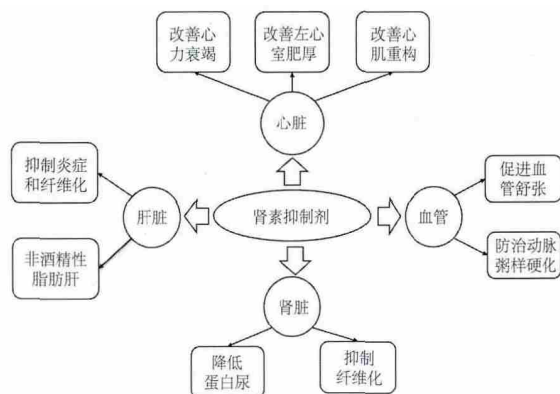 改善心
力衰竭
改善左心
室肥厚
改善心
肌重构
心脏
抑制炎症
和纤维化
肝脏
非酒精性
脂肪肝
肾素抑制剂
血管
促进血
管舒张
防治动脉
粥样硬化
肾脏
降低
蛋白尿
抑制
纤维化